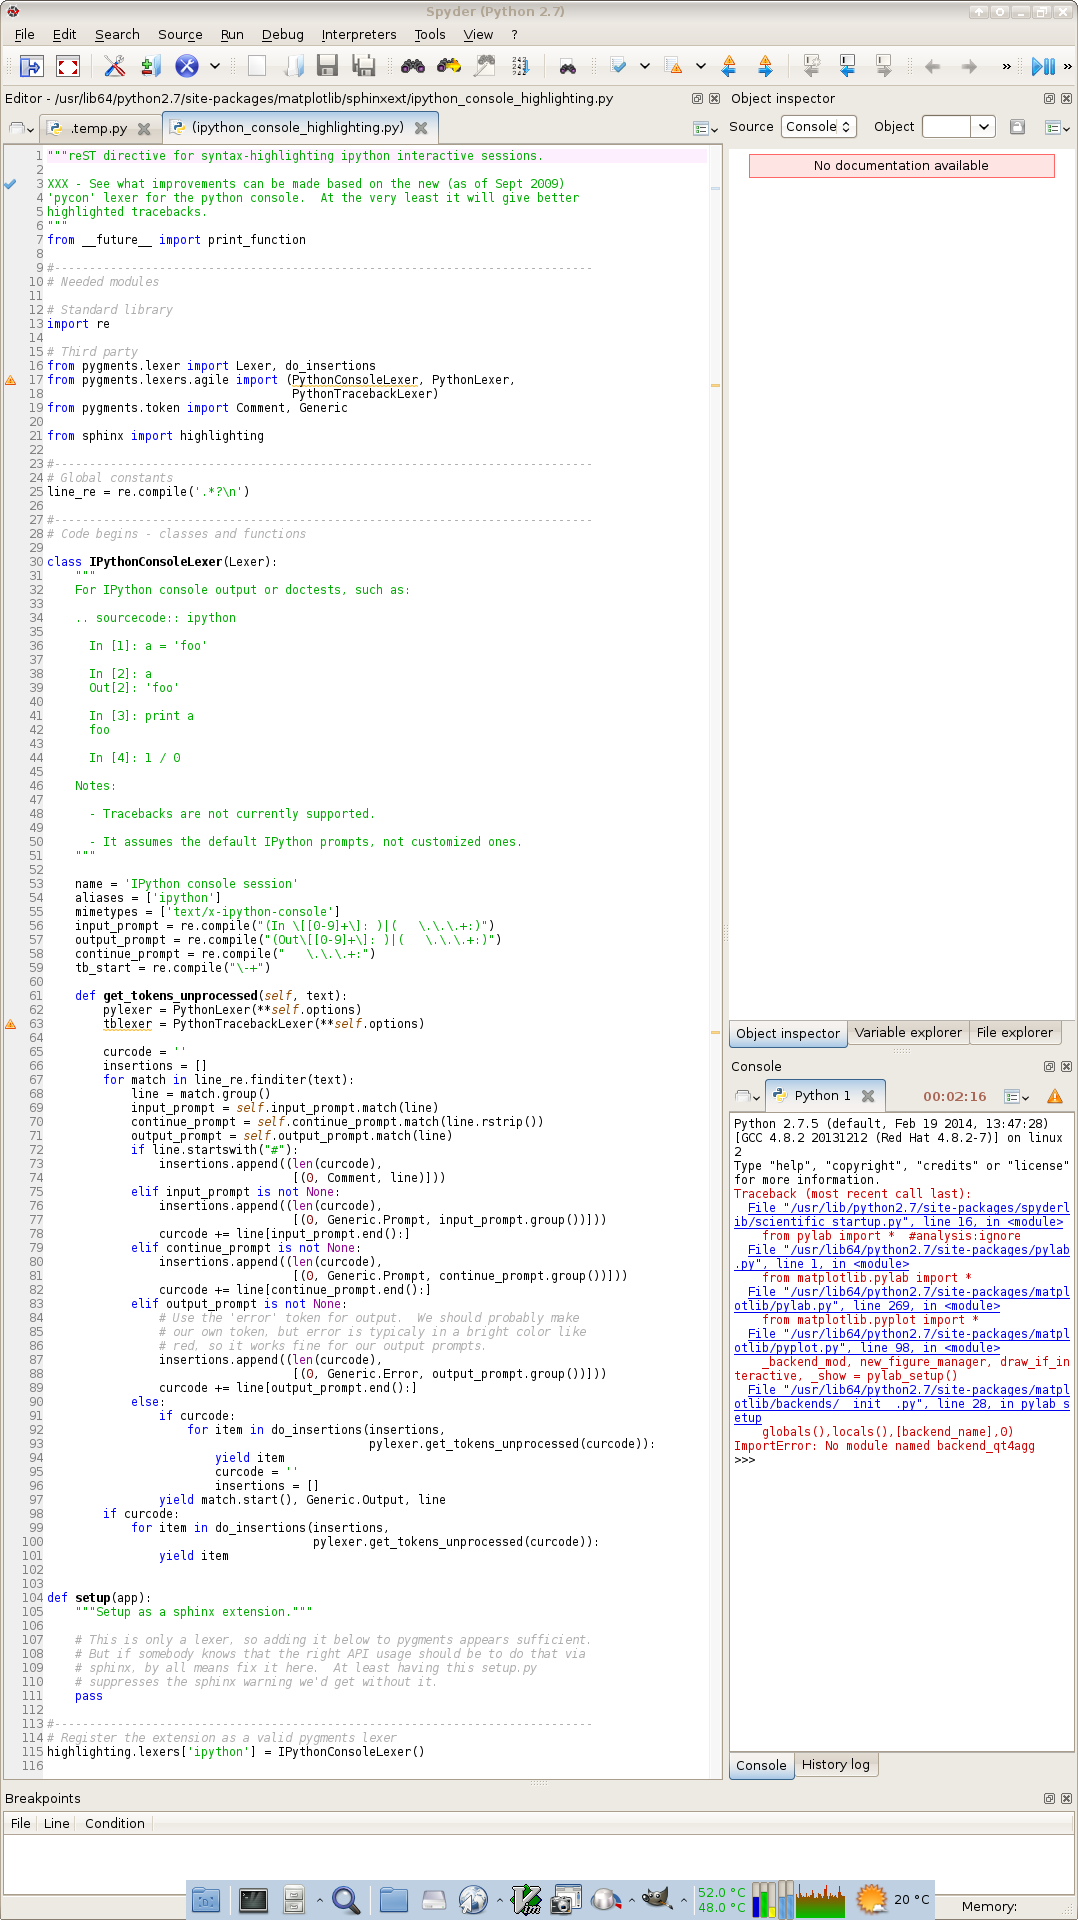 Spyder (Python 2.7)
File Edit Search Source Run Debug Interpreters Tools View ?
Editor - /usr/lib64/python2.7/site-packages/matplotlib/sphinxext/ipython_console_highlighting.py
.temp.py (ipython_console_highlighting.py)
1 """reST directive for syntax-highlighting ipython interactive sessions.
2
3 XXX - See what improvements can be made based on the new (as of Sept 2009)
4 'pycon' lexer for the python console.  At the very least it will give better
5 highlighted tracebacks.
6 """
7 from __future__ import print_function
8
9 #-----------------------------------------------------------------------------
10 # Needed modules
11
12 # Standard library
13 import re
14
15 # Third party
16 from pygments.lexer import Lexer, do_insertions
17 from pygments.lexers.agile import (PythonConsoleLexer, PythonLexer,
18                                    PythonTracebackLexer)
19 from pygments.token import Comment, Generic
20
21 from sphinx import highlighting
22
23 #-----------------------------------------------------------------------------
24 # Global constants
25 line_re = re.compile('.*?\n')
26
27 #-----------------------------------------------------------------------------
28 # Code begins - classes and functions
29
30 class IPythonConsoleLexer(Lexer):
31     """
32     For IPython console output or doctests, such as:
33
34     .. sourcecode:: ipython
35
36       In [1]: a = 'foo'
37
38       In [2]: a
39       Out[2]: 'foo'
40
41       In [3]: print a
42       foo
43
44       In [4]: 1 / 0
45
46     Notes:
47
48       - Tracebacks are not currently supported.
49
50       - It assumes the default IPython prompts, not customized ones.
51     """
52
53     name = 'IPython console session'
54     aliases = ['ipython']
55     mimetypes = ['text/x-ipython-console']
56     input_prompt = re.compile("(In \[[0-9]+\]: )|(   \.\.\.+:)")
57     output_prompt = re.compile("(Out\[[0-9]+\]: )|(   \.\.\.+:)")
58     continue_prompt = re.compile("   \.\.\.+:")
59     tb_start = re.compile("\-+")
60
61     def get_tokens_unprocessed(self, text):
62         pylexer = PythonLexer(**self.options)
63         tblexer = PythonTracebackLexer(**self.options)
64
65         curcode = ''
66         insertions = []
67         for match in line_re.finditer(text):
68             line = match.group()
69             input_prompt = self.input_prompt.match(line)
70             continue_prompt = self.continue_prompt.match(line.rstrip())
71             output_prompt = self.output_prompt.match(line)
72             if line.startswith("#"):
73                 insertions.append((len(curcode),
74                                    [(0, Comment, line)]))
75             elif input_prompt is not None:
76                 insertions.append((len(curcode),
77                                    [(0, Generic.Prompt, input_prompt.group())]))
78                 curcode += line[input_prompt.end():]
79             elif continue_prompt is not None:
80                 insertions.append((len(curcode),
81                                    [(0, Generic.Prompt, continue_prompt.group())]))
82                 curcode += line[continue_prompt.end():]
83             elif output_prompt is not None:
84                 # Use the 'error' token for output.  We should probably make
85                 # our own token, but error is typicaly in a bright color like
86                 # red, so it works fine for our output prompts.
87                 insertions.append((len(curcode),
88                                    [(0, Generic.Error, output_prompt.group())]))
89                 curcode += line[output_prompt.end():]
90             else:
91                 if curcode:
92                     for item in do_insertions(insertions,
93                                               pylexer.get_tokens_unprocessed(curcode)):
94                         yield item
95                         curcode = ''
96                         insertions = []
97                 yield match.start(), Generic.Output, line
98         if curcode:
99             for item in do_insertions(insertions,
100                                       pylexer.get_tokens_unprocessed(curcode)):
101                 yield item
102
103
104 def setup(app):
105     """Setup as a sphinx extension."""
106
107     # This is only a lexer, so adding it below to pygments appears sufficient.
108     # But if somebody knows that the right API usage should be to do that via
109     # sphinx, by all means fix it here.  At least having this setup.py
110     # suppresses the sphinx warning we'd get without it.
111     pass
112
113 #-----------------------------------------------------------------------------
114 # Register the extension as a valid pygments lexer
115 highlighting.lexers['ipython'] = IPythonConsoleLexer()
116
Object inspector
Source Console Object
No documentation available
Object inspector Variable explorer File explorer
Console
Python 1 00:02:16
Python 2.7.5 (default, Feb 19 2014, 13:47:28)
[GCC 4.8.2 20131212 (Red Hat 4.8.2-7)] on linux
2
Type "help", "copyright", "credits" or "license"
for more information.
Traceback (most recent call last):
  File "/usr/lib/python2.7/site-packages/spyderl
ib/scientific_startup.py", line 16, in <module>
    from pylab import *  #analysis:ignore
  File "/usr/lib64/python2.7/site-packages/pylab
.py", line 1, in <module>
    from matplotlib.pylab import *
  File "/usr/lib64/python2.7/site-packages/matpl
otlib/pylab.py", line 269, in <module>
    from matplotlib.pyplot import *
  File "/usr/lib64/python2.7/site-packages/matpl
otlib/pyplot.py", line 98, in <module>
    _backend_mod, new_figure_manager, draw_if_in
teractive, _show = pylab_setup()
  File "/usr/lib64/python2.7/site-packages/matpl
otlib/backends/__init__.py", line 28, in pylab_s
etup
    globals(),locals(),[backend_name],0)
ImportError: No module named backend_qt4agg
>>>
Console History log
Breakpoints
File Line Condition
52.0 °C
48.0 °C
20 °C
Memory: